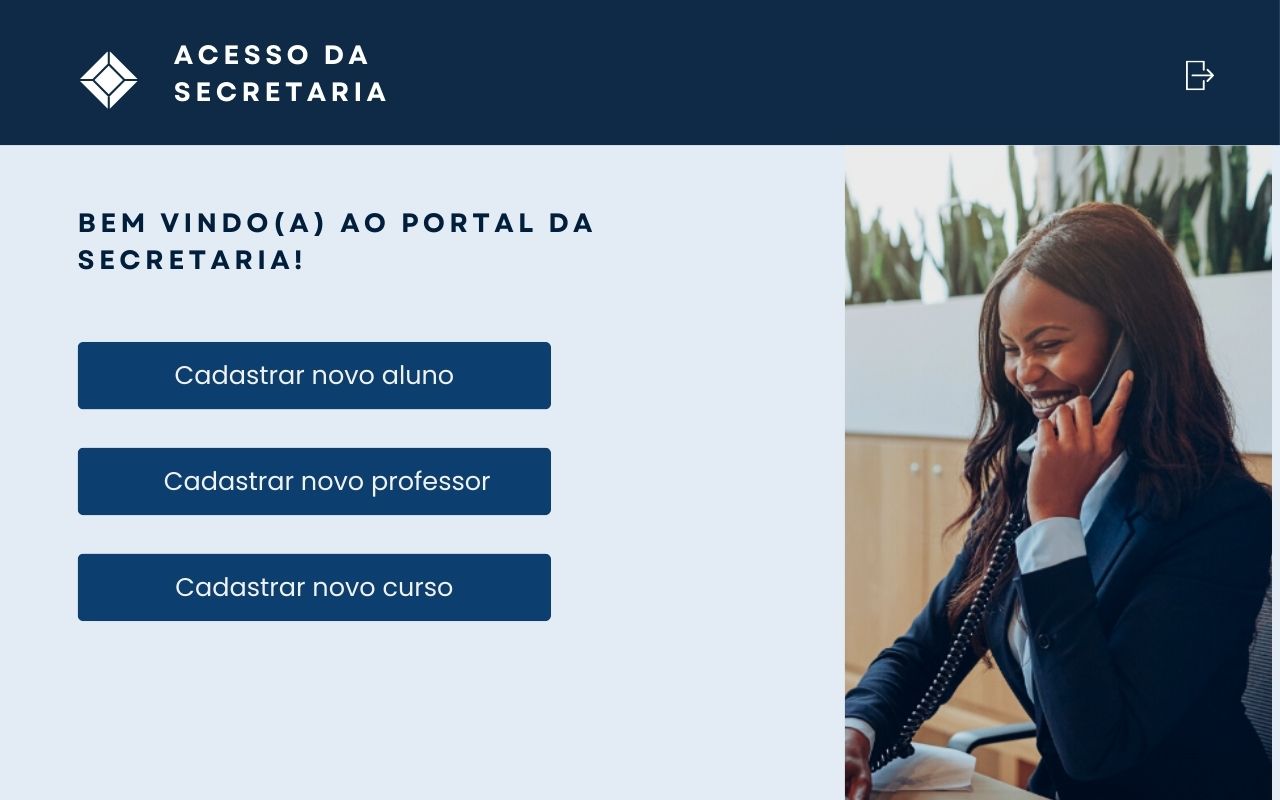 ACESSO DA
SECRETARIA
BEM VINDO(A) AO PORTAL DA
SECRETARIA!
Cadastrar novo aluno
Cadastrar novo professor
Cadastrar novo curso